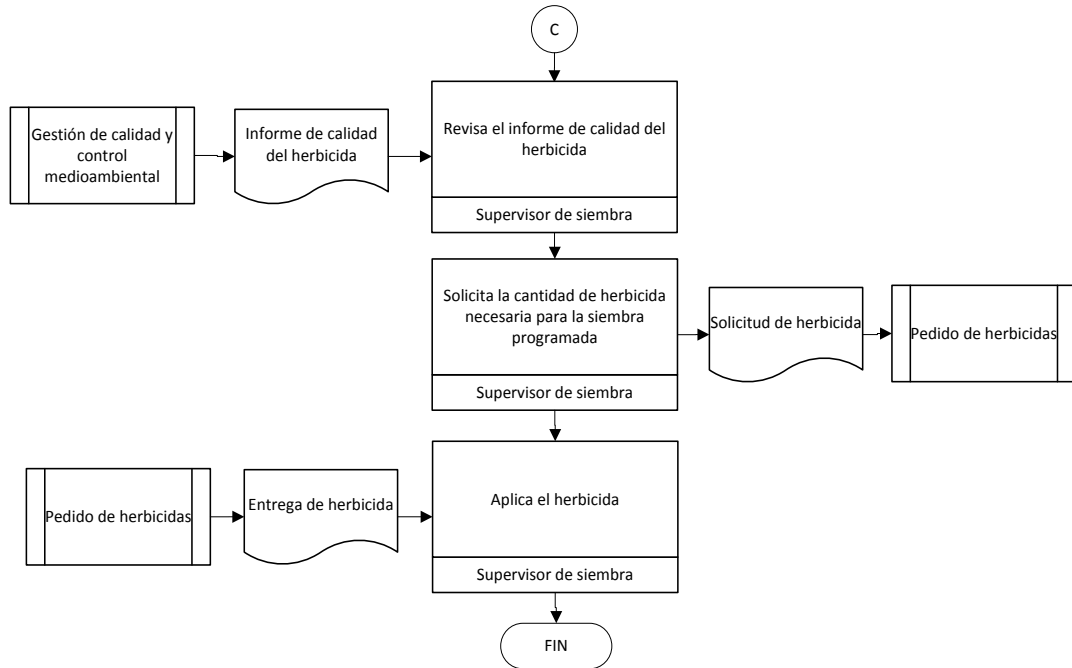 C
Gestión de calidad y
control
medioambiental
Informe de calidad
del herbicida
Revisa el informe de calidad del
herbicida
Supervisor de siembra
Solicita la cantidad de herbicida
necesaria para la siembra
programada
Supervisor de siembra
Solicitud de herbicida
Pedido de herbicidas
Pedido de herbicidas
Entrega de herbicida
Aplica el herbicida
Supervisor de siembra
FIN